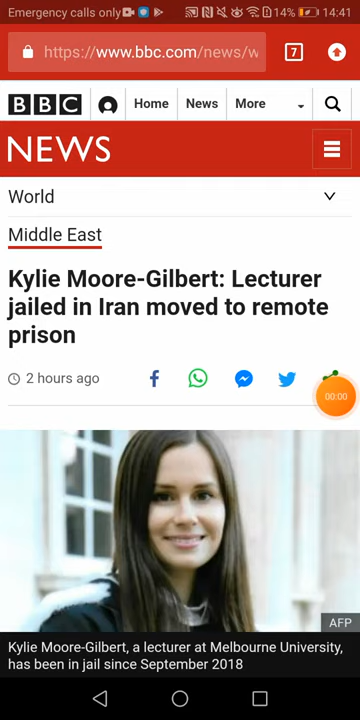 Emergency calls only 14% 14:41
https://www.bbc.com/news/w 7
BBC Home News More
NEWS
World
Middle East
Kylie Moore-Gilbert: Lecturer
jailed in Iran moved to remote
prison
2 hours ago
00:00
AFP
Kylie Moore-Gilbert, a lecturer at Melbourne University,
has been in jail since September 2018